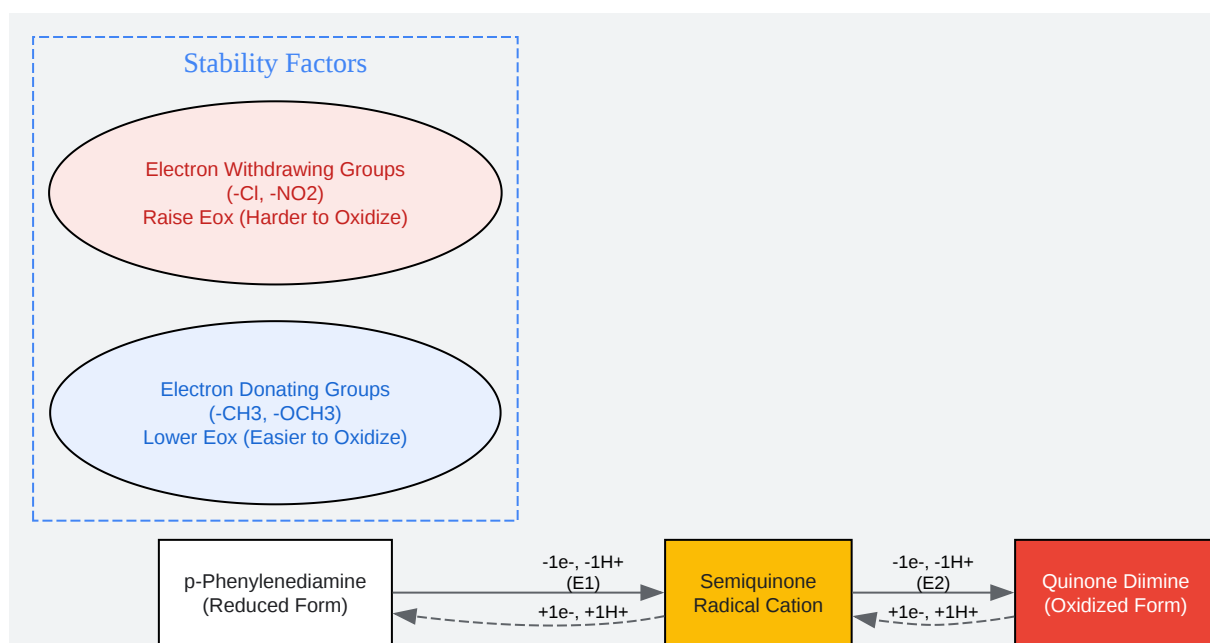 Stability Factors
Electron Withdrawing Groups
(-Cl, -NO2)
Raise Eox (Harder to Oxidize)
Electron Donating Groups
(-CH3, -OCH3)
Lower Eox (Easier to Oxidize)
p-Phenylenediamine
(Reduced Form)
-1e-, -1H+
(E1)
+1e-, +1H+
Semiquinone
Radical Cation
-1e-, -1H+
(E2)
+1e-, +1H+
Quinone Diimine
(Oxidized Form)